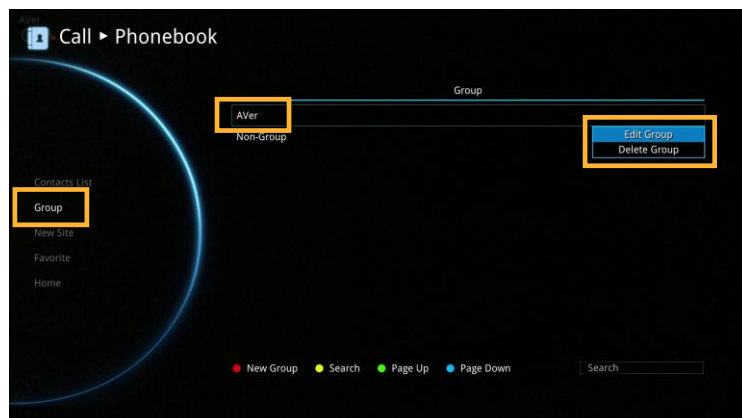 AVer
Call ► Phonebook
Group
AVer
Non-Group
Edit Group
Delete Group
Contacts List
Group
New Site
Favorite
Home
New Group Search Page Up Page Down Search